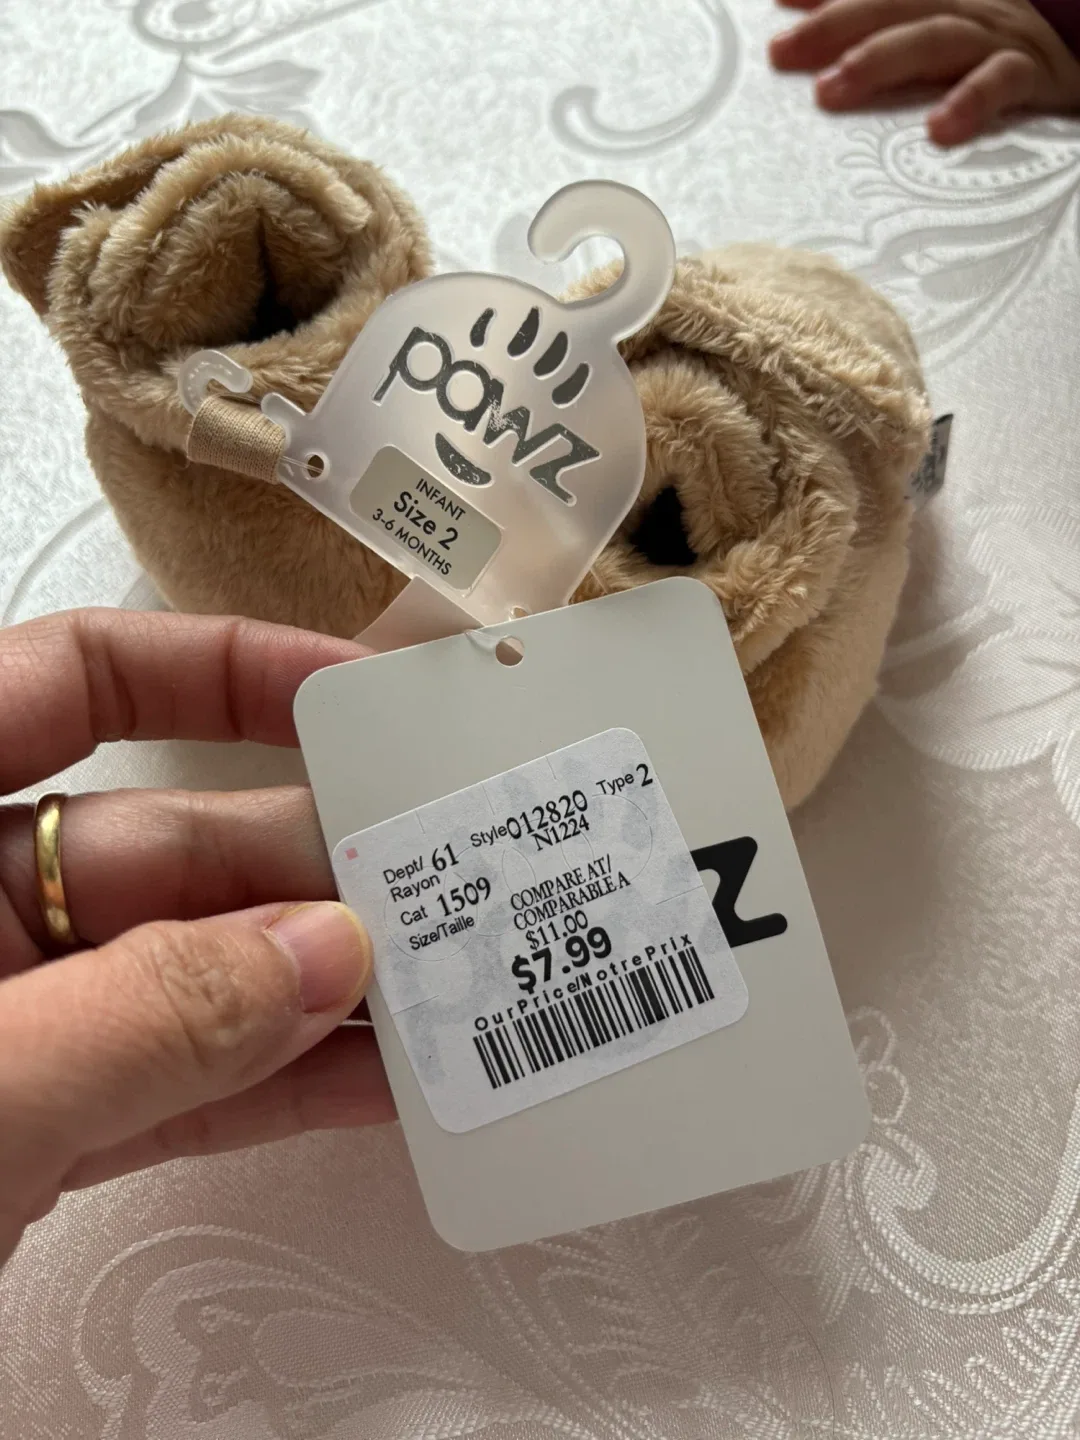 pawz
INFANT
Size 2
3-6 MONTHS
Dept/ 61 Style 012820 Type 2
Rayon N1224
Cat 1509 COMPARE AT/
Size/Taille COMPARABLE A
$11.00
$7.99
OurPrice/NotrePrix
z